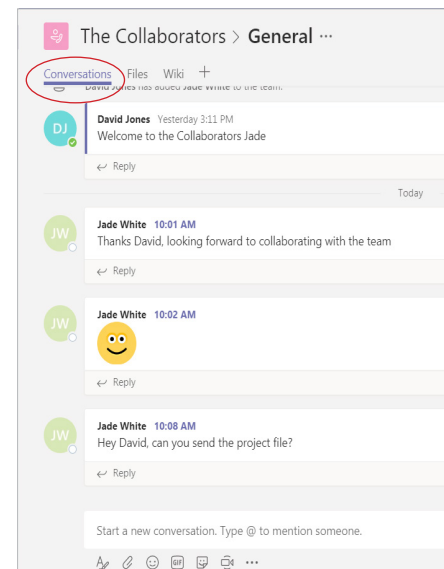 The Collaborators > General ...
Conversations Files Wiki +
David Jones has added Jade White to the team.
DJ
David Jones Yesterday 3:11 PM
Welcome to the Collaborators Jade
Reply
Today
JW
Jade White 10:01 AM
Thanks David, looking forward to collaborating with the team
Reply
JW
Jade White 10:02 AM
Reply
JW
Jade White 10:08 AM
Hey David, can you send the project file?
Reply
Start a new conversation. Type @ to mention someone.
GIF